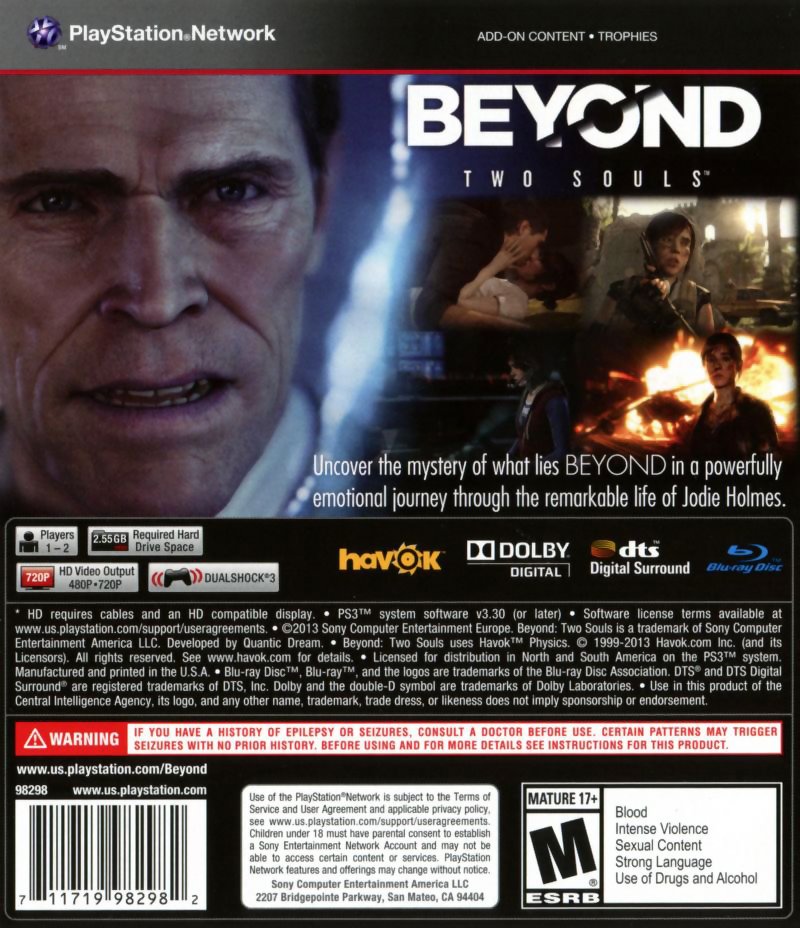 PlayStation®Network
SM
ADD-ON CONTENT • TROPHIES
BEYOND
TWO SOULS™
Uncover the mystery of what lies BEYOND in a powerfully
emotional journey through the remarkable life of Jodie Holmes.
Players
1 – 2
2.55GB
Required Hard
Drive Space
720P
HD Video Output
480P•720P
DUALSHOCK®3
havok™
DOLBY®
DIGITAL
dts™
Digital Surround
Blu-ray Disc™
* HD requires cables and an HD compatible display. • PS3™ system software v3.30 (or later) • Software license terms available at
www.us.playstation.com/support/useragreements. • ©2013 Sony Computer Entertainment Europe. Beyond: Two Souls is a trademark of Sony Computer
Entertainment America LLC. Developed by Quantic Dream. • Beyond: Two Souls uses Havok™ Physics. © 1999-2013 Havok.com Inc. (and its
Licensors). All rights reserved. See www.havok.com for details. • Licensed for distribution in North and South America on the PS3™ system.
Manufactured and printed in the U.S.A. • Blu-ray Disc™, Blu-ray™, and the logos are trademarks of the Blu-ray Disc Association. DTS® and DTS Digital
Surround® are registered trademarks of DTS, Inc. Dolby and the double-D symbol are trademarks of Dolby Laboratories. • Use in this product of the
Central Intelligence Agency, its logo, and any other name, trademark, trade dress, or likeness does not imply sponsorship or endorsement.
WARNING
IF YOU HAVE A HISTORY OF EPILEPSY OR SEIZURES, CONSULT A DOCTOR BEFORE USE. CERTAIN PATTERNS MAY TRIGGER
SEIZURES WITH NO PRIOR HISTORY. BEFORE USING AND FOR MORE DETAILS SEE INSTRUCTIONS FOR THIS PRODUCT.
www.us.playstation.com/Beyond
98298 www.us.playstation.com
7 11719 98298 2
Use of the PlayStation®Network is subject to the Terms of
Service and User Agreement and applicable privacy policy,
see www.us.playstation.com/support/useragreements.
Children under 18 must have parental consent to establish
a Sony Entertainment Network Account and may not be
able to access certain content or services. PlayStation
Network features and offerings may change without notice.
Sony Computer Entertainment America LLC
2207 Bridgepointe Parkway, San Mateo, CA 94404
MATURE 17+
M
®
ESRB
Blood
Intense Violence
Sexual Content
Strong Language
Use of Drugs and Alcohol